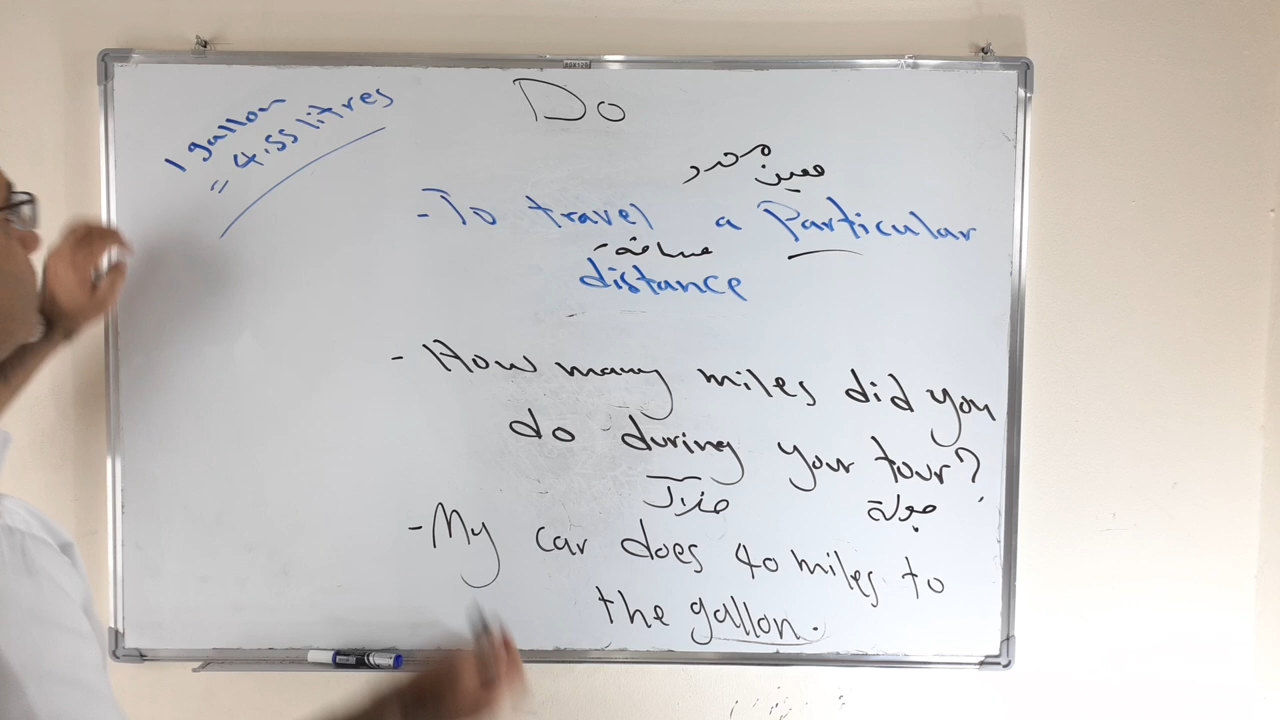 1 gallon
= 4.55 litres
Do
معين محدد
- To travel a Particular
مسافة
distance
- How many miles did you
do during your tour?
خلال جولة
- My car does 40 miles to
the gallon.